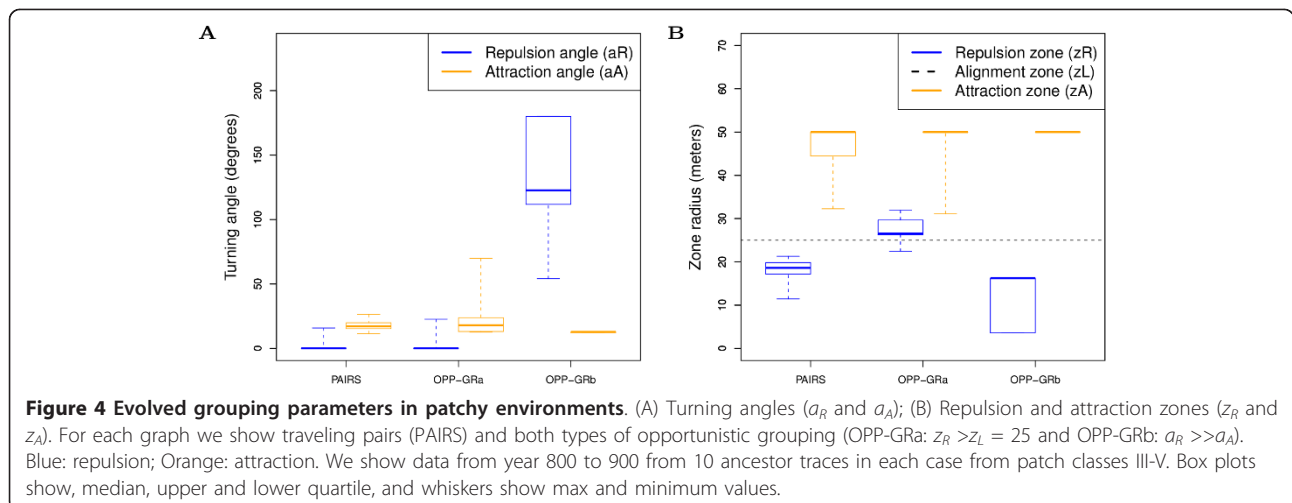 A
Repulsion angle (aR)
Attraction angle (aA)
Turning angle (degrees)
200
150
100
50
0
PAIRS OPP-GRa OPP-GRb
B
Repulsion zone (zR)
Alignment zone (zL)
Attraction zone (zA)
Zone radius (meters)
70
60
50
40
30
20
10
0
PAIRS OPP-GRa OPP-GRb
Figure 4 Evolved grouping parameters in patchy environments. (A) Turning angles (aR and aA); (B) Repulsion and attraction zones (zR and
zA). For each graph we show traveling pairs (PAIRS) and both types of opportunistic grouping (OPP-GRa: zR >zL = 25 and OPP-GRb: aR >>aA).
Blue: repulsion; Orange: attraction. We show data from year 800 to 900 from 10 ancestor traces in each case from patch classes III-V. Box plots
show, median, upper and lower quartile, and whiskers show max and minimum values.